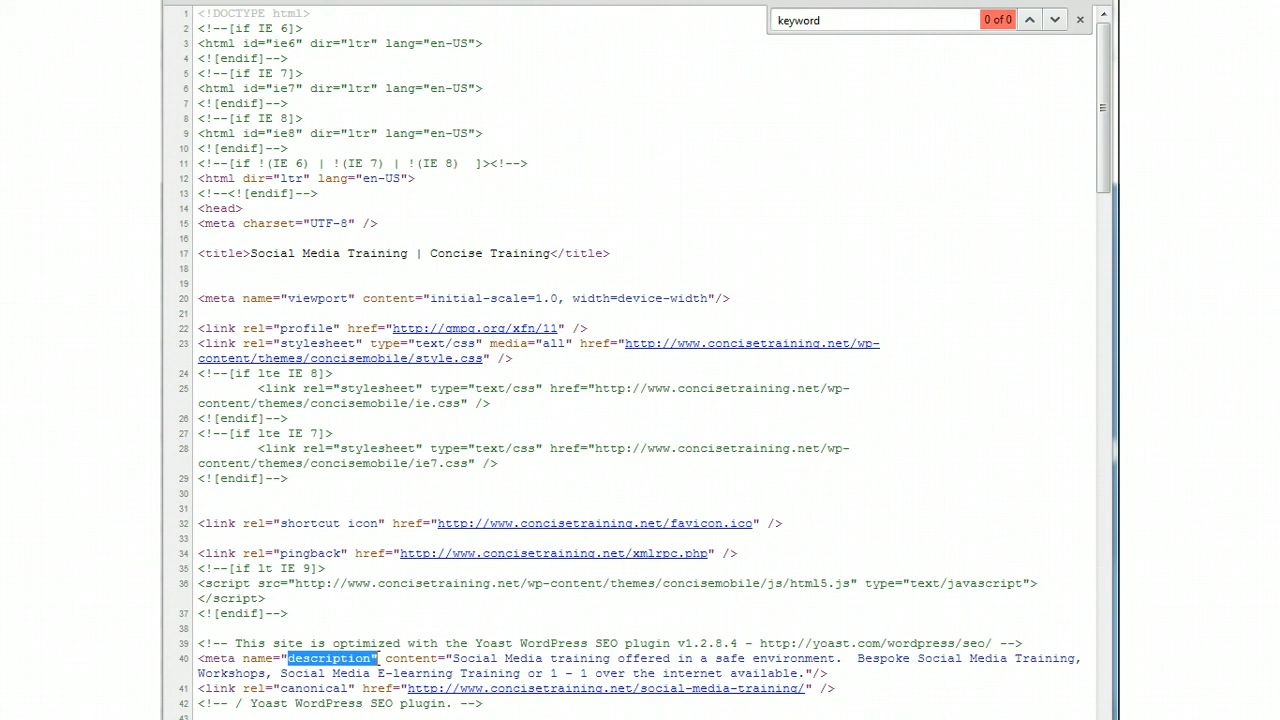 keyword
0 of 0
1 <!DOCTYPE html>
2 <!--[if IE 6]>
3 <html id="ie6" dir="ltr" lang="en-US">
4 <![endif]-->
5 <!--[if IE 7]>
6 <html id="ie7" dir="ltr" lang="en-US">
7 <![endif]-->
8 <!--[if IE 8]>
9 <html id="ie8" dir="ltr" lang="en-US">
10 <![endif]-->
11 <!--[if !(IE 6) | !(IE 7) | !(IE 8)  ]><!-->
12 <html dir="ltr" lang="en-US">
13 <!--<![endif]-->
14 <head>
15 <meta charset="UTF-8" />
16
17 <title>Social Media Training | Concise Training</title>
18
19
20 <meta name="viewport" content="initial-scale=1.0, width=device-width"/>
22 <link rel="profile" href="http://gmpg.org/xfn/11" />
23 <link rel="stylesheet" type="text/css" media="all" href="http://www.concisetraining.net/wp-
content/themes/concisemobile/style.css" />
24 <!--[if lte IE 8]>
25 <link rel="stylesheet" type="text/css" href="http://www.concisetraining.net/wp-
content/themes/concisemobile/ie.css" />
26 <![endif]-->
27 <!--[if lte IE 7]>
28 <link rel="stylesheet" type="text/css" href="http://www.concisetraining.net/wp-
content/themes/concisemobile/ie7.css" />
29 <![endif]-->
30
31
32 <link rel="shortcut icon" href="http://www.concisetraining.net/favicon.ico" />
33
34 <link rel="pingback" href="http://www.concisetraining.net/xmlrpc.php" />
35 <!--[if lt IE 9]>
36 <script src="http://www.concisetraining.net/wp-content/themes/concisemobile/js/html5.js" type="text/javascript">
</script>
37 <![endif]-->
38
39 <!-- This site is optimized with the Yoast WordPress SEO plugin v1.2.8.4 - http://yoast.com/wordpress/seo/ -->
40 <meta name="description" content="Social Media training offered in a safe environment.  Bespoke Social Media Training,
Workshops, Social Media E-learning Training or 1 - 1 over the internet available."/>
41 <link rel="canonical" href="http://www.concisetraining.net/social-media-training/" />
42 <!-- / Yoast WordPress SEO plugin. -->
43